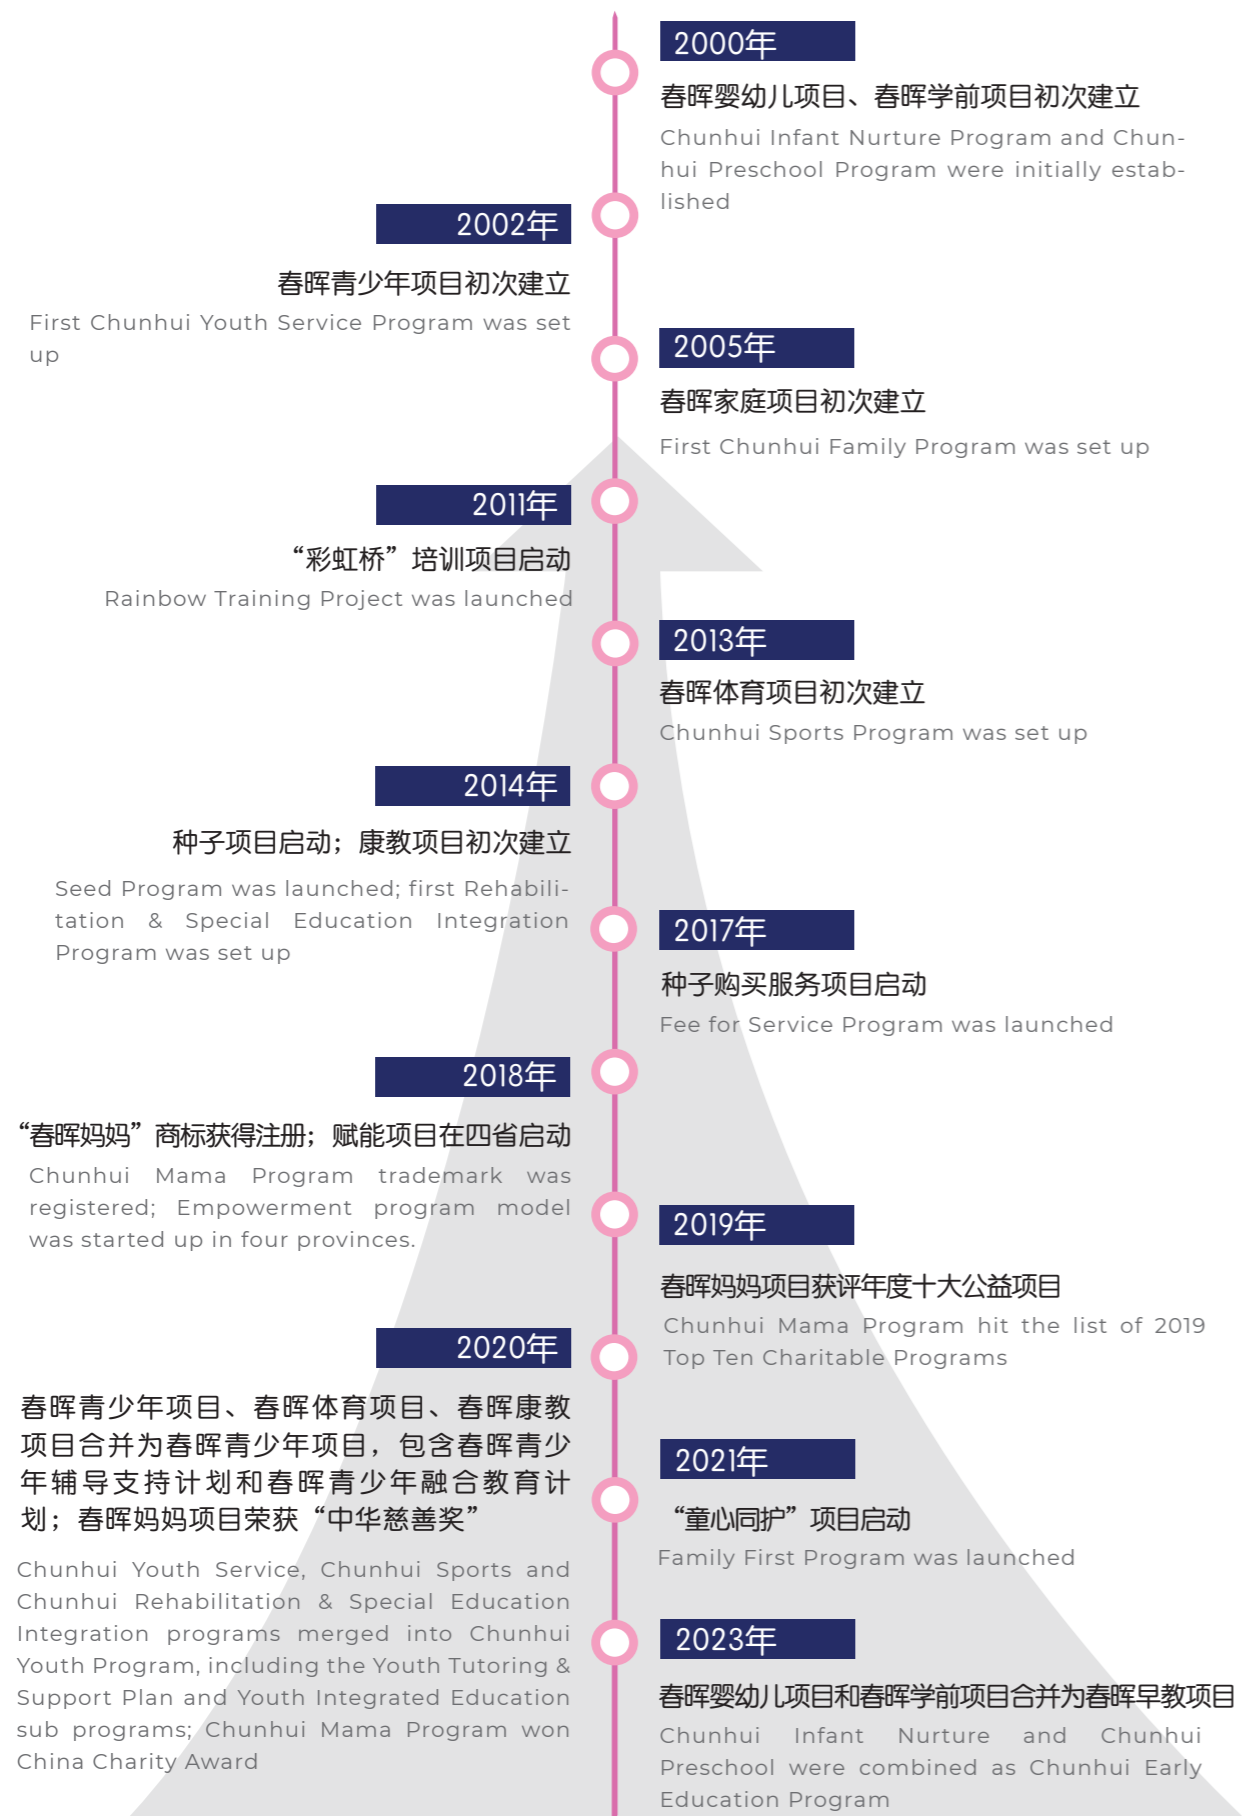 2000年
春晖婴幼儿项目、春晖学前项目初次建立
Chunhui Infant Nurture Program and Chun-
hui Preschool Program were initially estab-
lished
2002年
春晖青少年项目初次建立
First Chunhui Youth Service Program was set
up
2005年
春晖家庭项目初次建立
First Chunhui Family Program was set up
2011年
“彩虹桥”培训项目启动
Rainbow Training Project was launched
2013年
春晖体育项目初次建立
Chunhui Sports Program was set up
2014年
种子项目启动；康教项目初次建立
Seed Program was launched; first Rehabili-
tation & Special Education Integration
Program was set up
2017年
种子购买服务项目启动
Fee for Service Program was launched
2018年
“春晖妈妈”商标获得注册；赋能项目在四省启动
Chunhui Mama Program trademark was
registered; Empowerment program model
was started up in four provinces.
2019年
春晖妈妈项目获评年度十大公益项目
Chunhui Mama Program hit the list of 2019
Top Ten Charitable Programs
2020年
春晖青少年项目、春晖体育项目、春晖康教
项目合并为春晖青少年项目，包含春晖青少
年辅导支持计划和春晖青少年融合教育计
划；春晖妈妈项目荣获“中华慈善奖”
Chunhui Youth Service, Chunhui Sports and
Chunhui Rehabilitation & Special Education
Integration programs merged into Chunhui
Youth Program, including the Youth Tutoring &
Support Plan and Youth Integrated Education
sub programs; Chunhui Mama Program won
China Charity Award
2021年
“童心同护”项目启动
Family First Program was launched
2023年
春晖婴幼儿项目和春晖学前项目合并为春晖早教项目
Chunhui Infant Nurture and Chunhui
Preschool were combined as Chunhui Early
Education Program